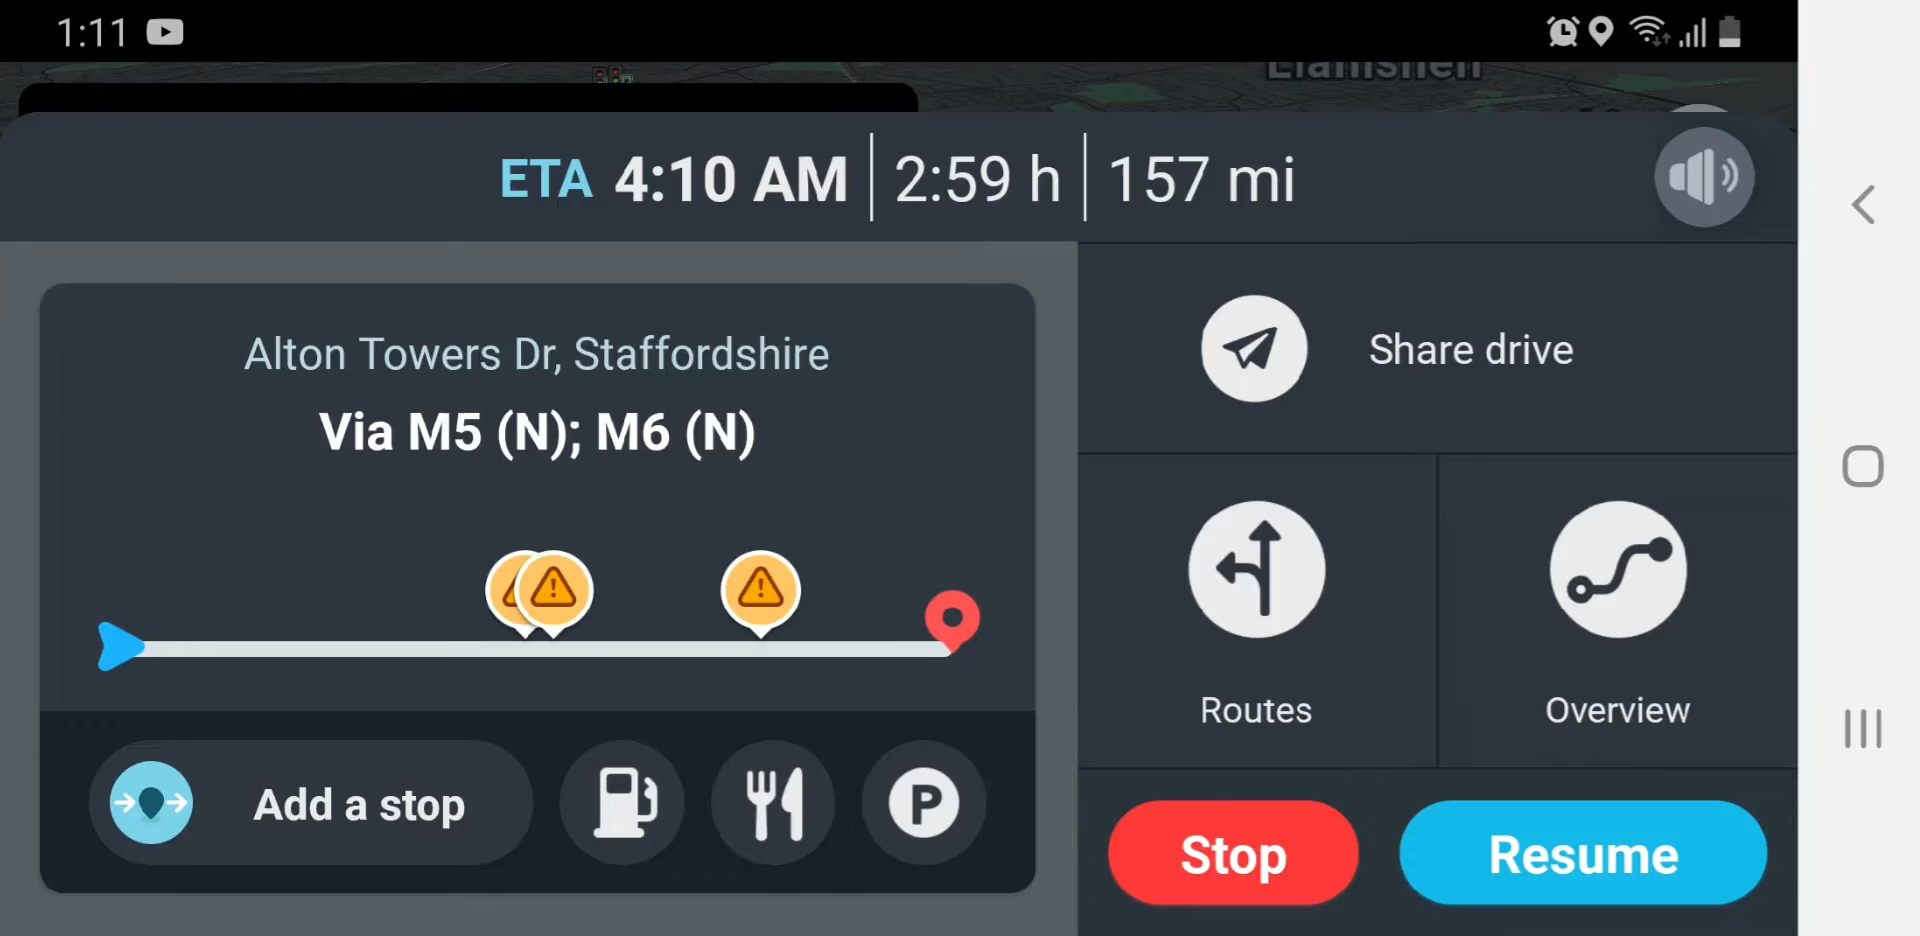 1:11
ETA 4:10 AM | 2:59 h | 157 mi
Alton Towers Dr, Staffordshire
Via M5 (N); M6 (N)
Share drive
Routes
Overview
Add a stop
P
Stop
Resume